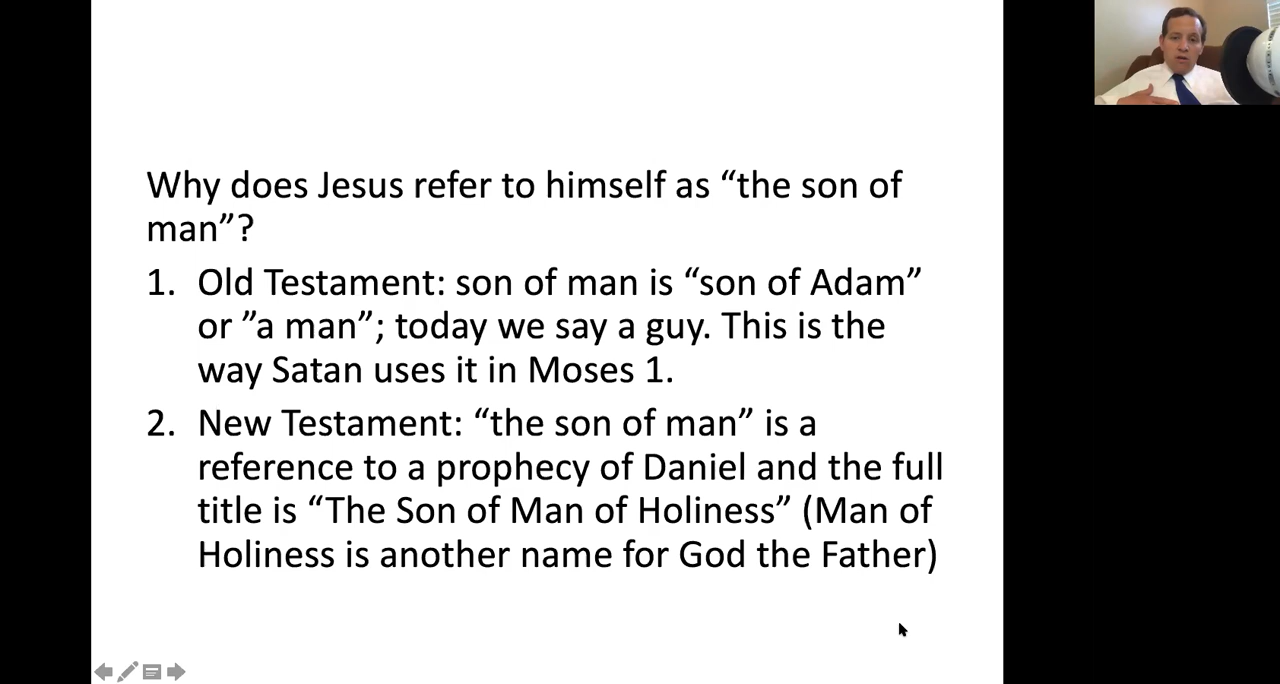 Why does Jesus refer to himself as “the son of
man”?
1. Old Testament: son of man is “son of Adam”
or ”a man”; today we say a guy. This is the
way Satan uses it in Moses 1.
2. New Testament: “the son of man” is a
reference to a prophecy of Daniel and the full
title is “The Son of Man of Holiness” (Man of
Holiness is another name for God the Father)